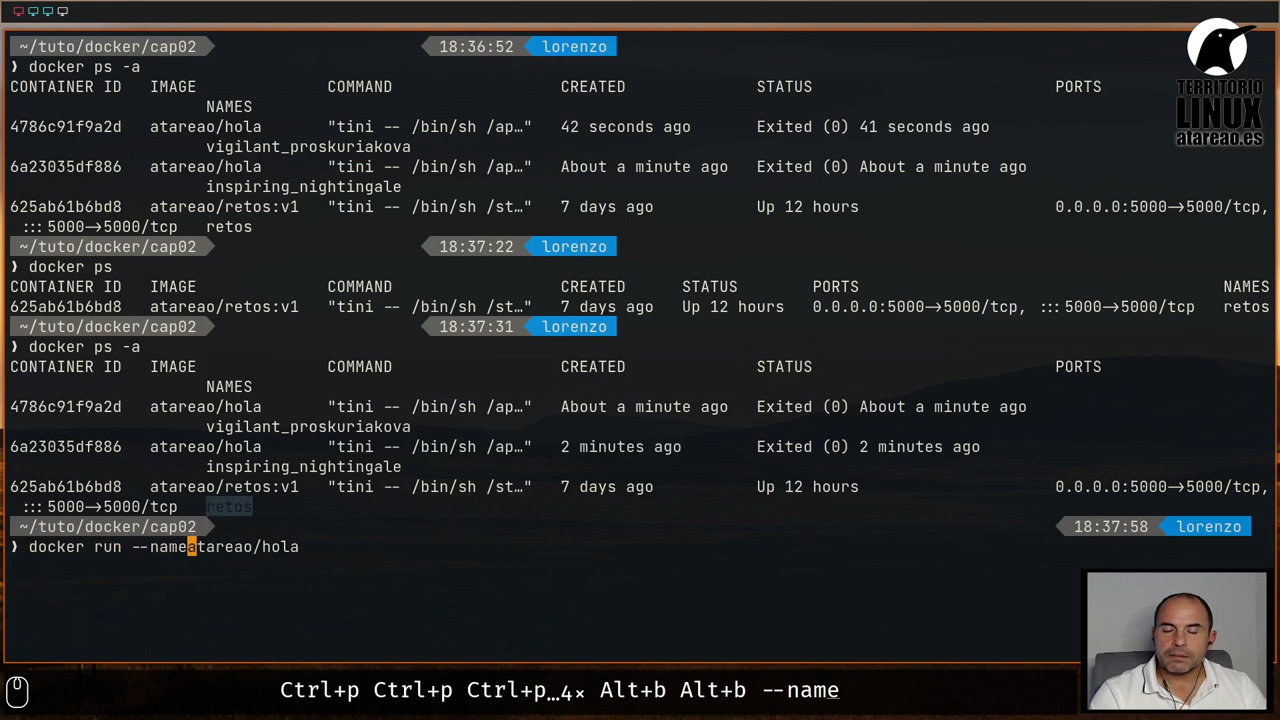 ~/tuto/docker/cap02 18:36:52 lorenzo
❯ docker ps -a
CONTAINER ID IMAGE COMMAND CREATED STATUS PORTS
NAMES
4786c91f9a2d atareao/hola "tini -- /bin/sh /ap…" 42 seconds ago Exited (0) 41 seconds ago
vigilant_proskuriakova
6a23035df886 atareao/hola "tini -- /bin/sh /ap…" About a minute ago Exited (0) About a minute ago
inspiring_nightingale
625ab61b6bd8 atareao/retos:v1 "tini -- /bin/sh /st…" 7 days ago Up 12 hours 0.0.0.0:5000->5000/tcp,
:::5000->5000/tcp retos
~/tuto/docker/cap02 18:37:22 lorenzo
❯ docker ps
CONTAINER ID IMAGE COMMAND CREATED STATUS PORTS NAMES
625ab61b6bd8 atareao/retos:v1 "tini -- /bin/sh /st…" 7 days ago Up 12 hours 0.0.0.0:5000->5000/tcp, :::5000->5000/tcp retos
~/tuto/docker/cap02 18:37:31 lorenzo
❯ docker ps -a
CONTAINER ID IMAGE COMMAND CREATED STATUS PORTS
NAMES
4786c91f9a2d atareao/hola "tini -- /bin/sh /ap…" About a minute ago Exited (0) About a minute ago
vigilant_proskuriakova
6a23035df886 atareao/hola "tini -- /bin/sh /ap…" 2 minutes ago Exited (0) 2 minutes ago
inspiring_nightingale
625ab61b6bd8 atareao/retos:v1 "tini -- /bin/sh /st…" 7 days ago Up 12 hours 0.0.0.0:5000->5000/tcp,
:::5000->5000/tcp retos
~/tuto/docker/cap02 18:37:58 lorenzo
❯ docker run --nameatareao/hola
TERRITORIO
LINUX
atareao.es
Ctrl+p Ctrl+p Ctrl+p…4× Alt+b Alt+b --name